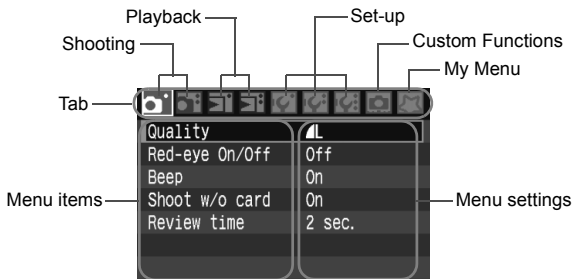 Playback
Set-up
Shooting
Custom Functions
My Menu
Tab
Quality L
Red-eye On/Off Off
Beep On
Menu items
Shoot w/o card On
Menu settings
Review time 2 sec.